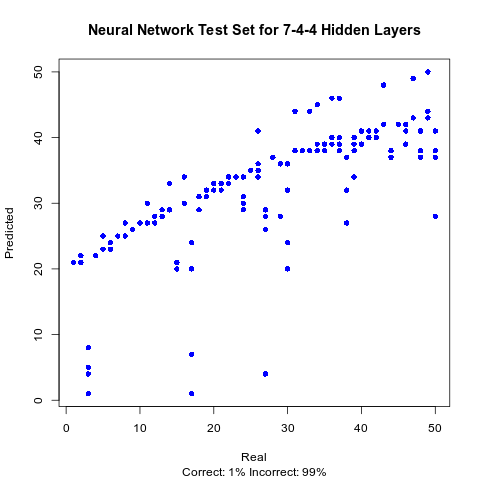 Neural Network Test Set for 7-4-4 Hidden Layers
Predicted
50
40
30
20
10
0
0 10 20 30 40 50
Real
Correct: 1% Incorrect: 99%